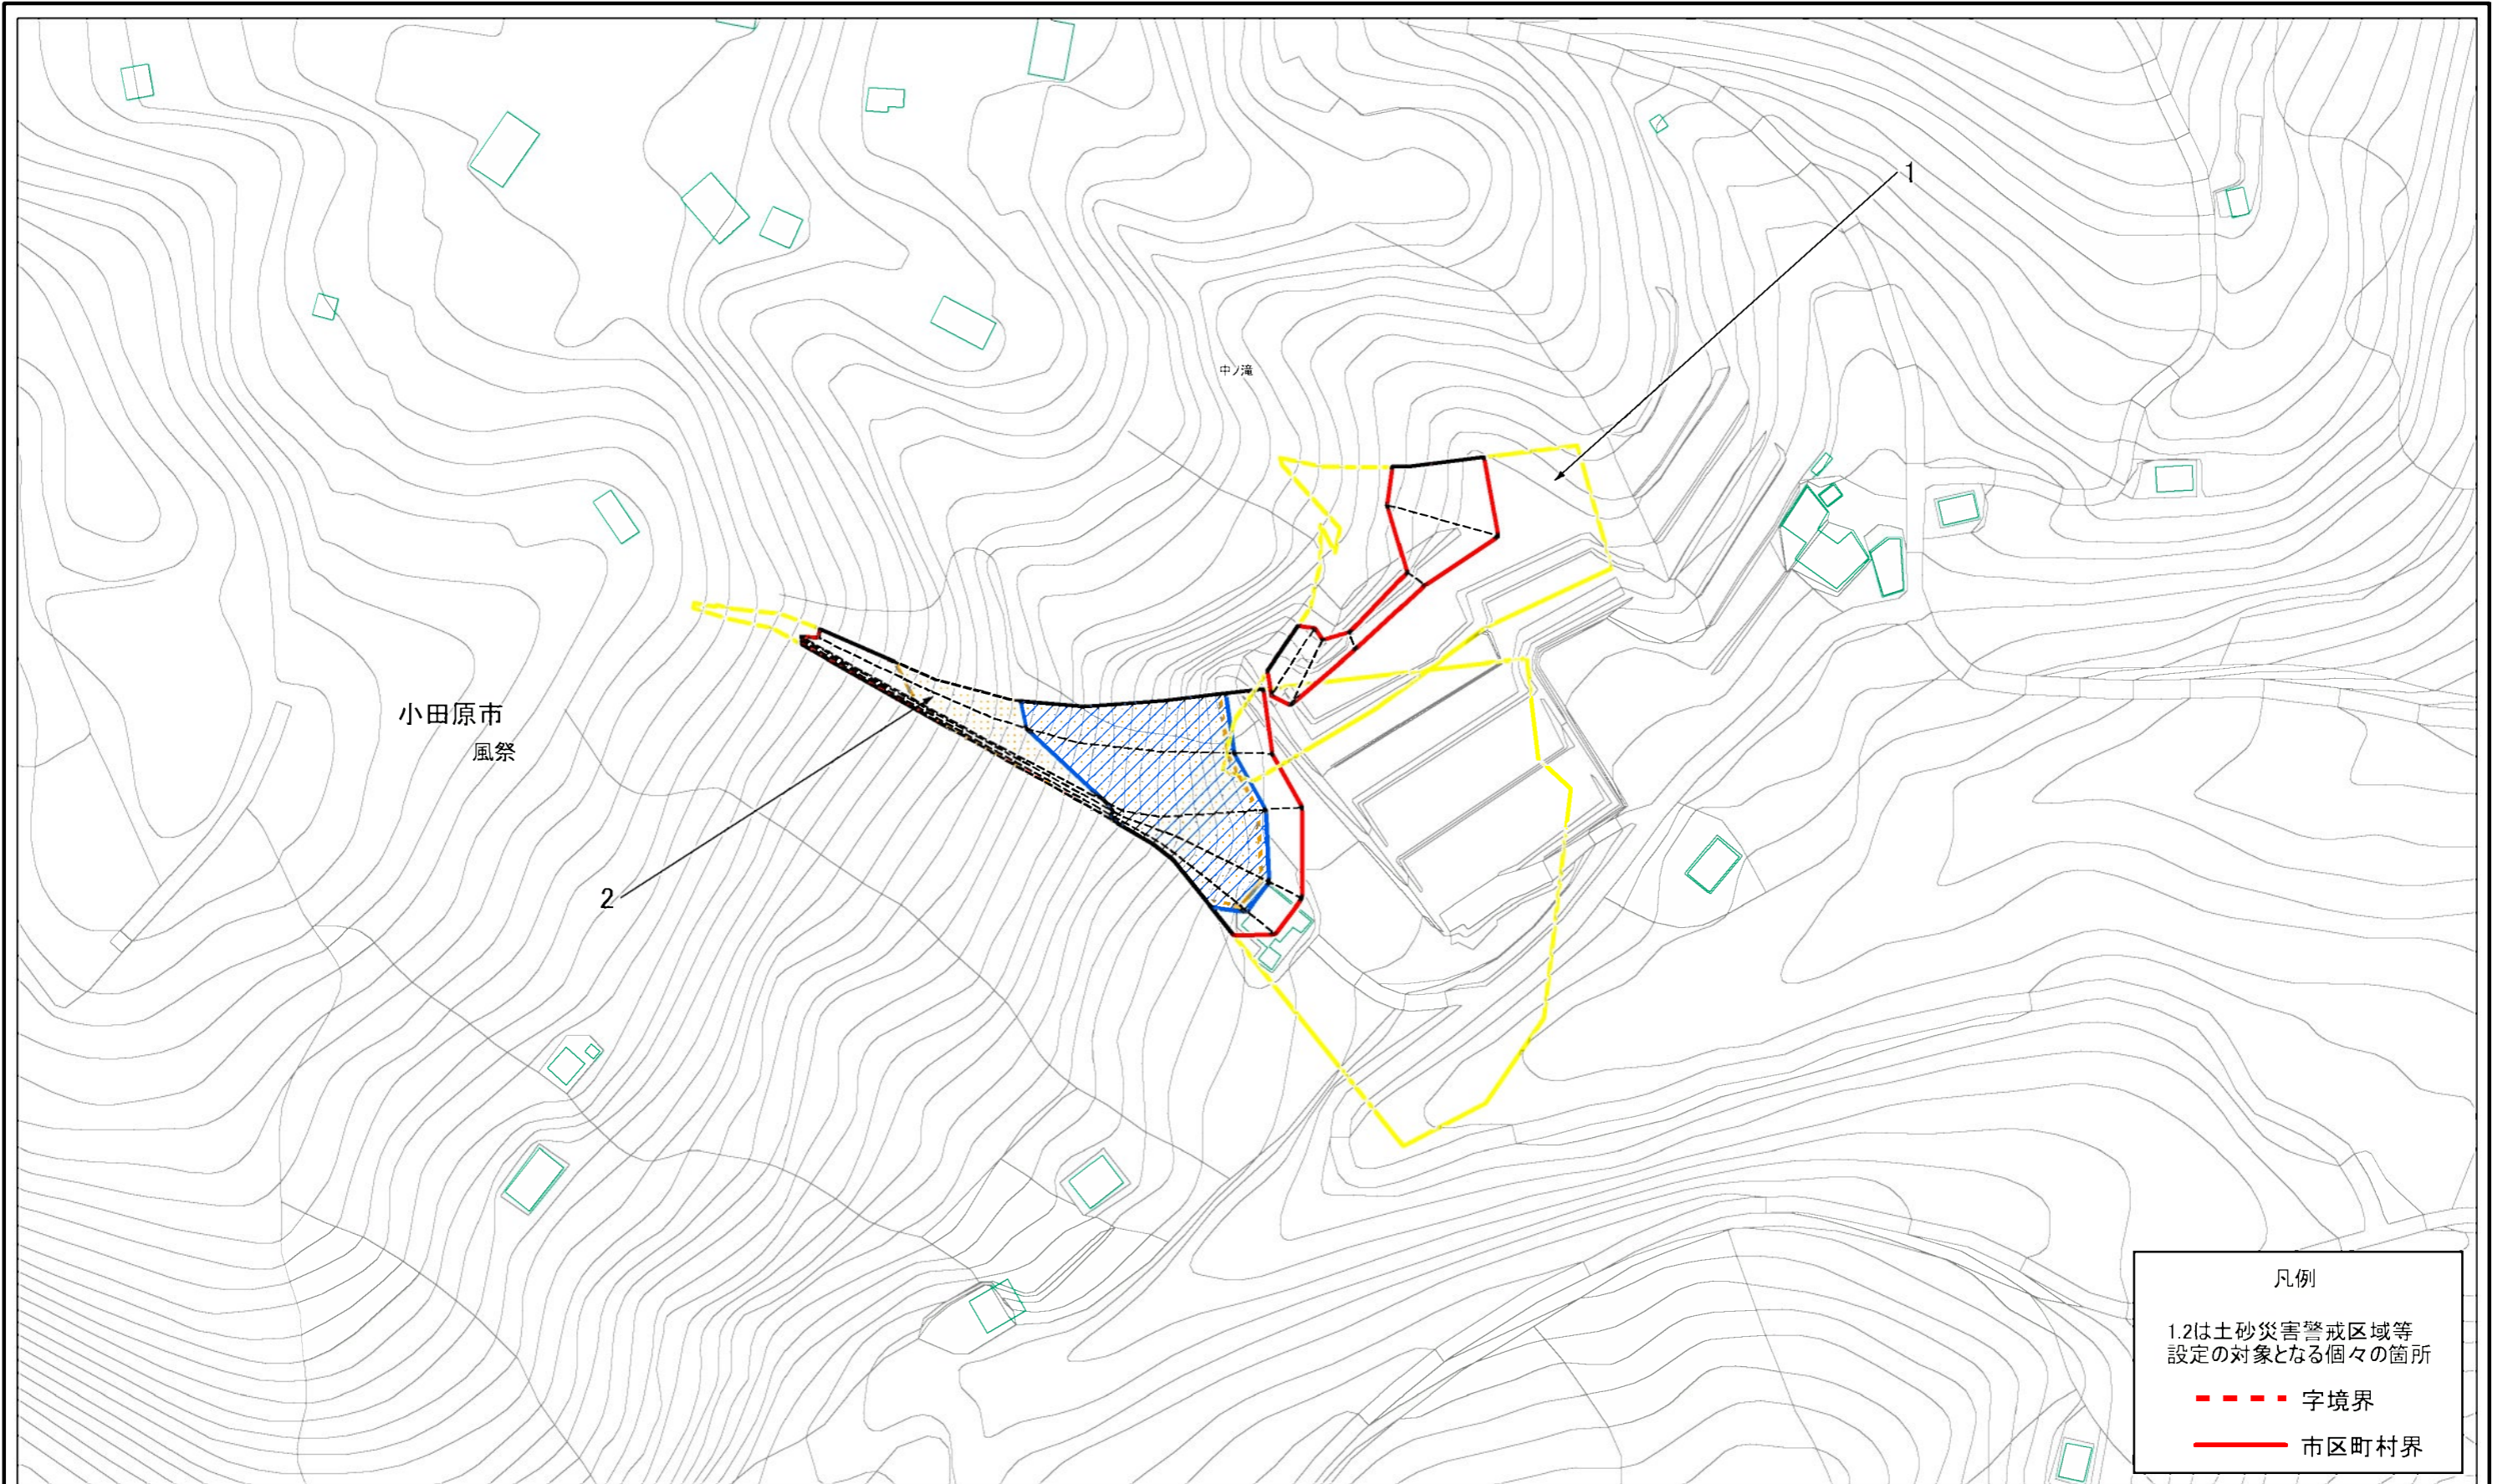 1
中ノ滝
小田原市
風祭
2
凡例
1.2は土砂災害警戒区域等
設定の対象となる個々の箇所
字境界
市区町村界